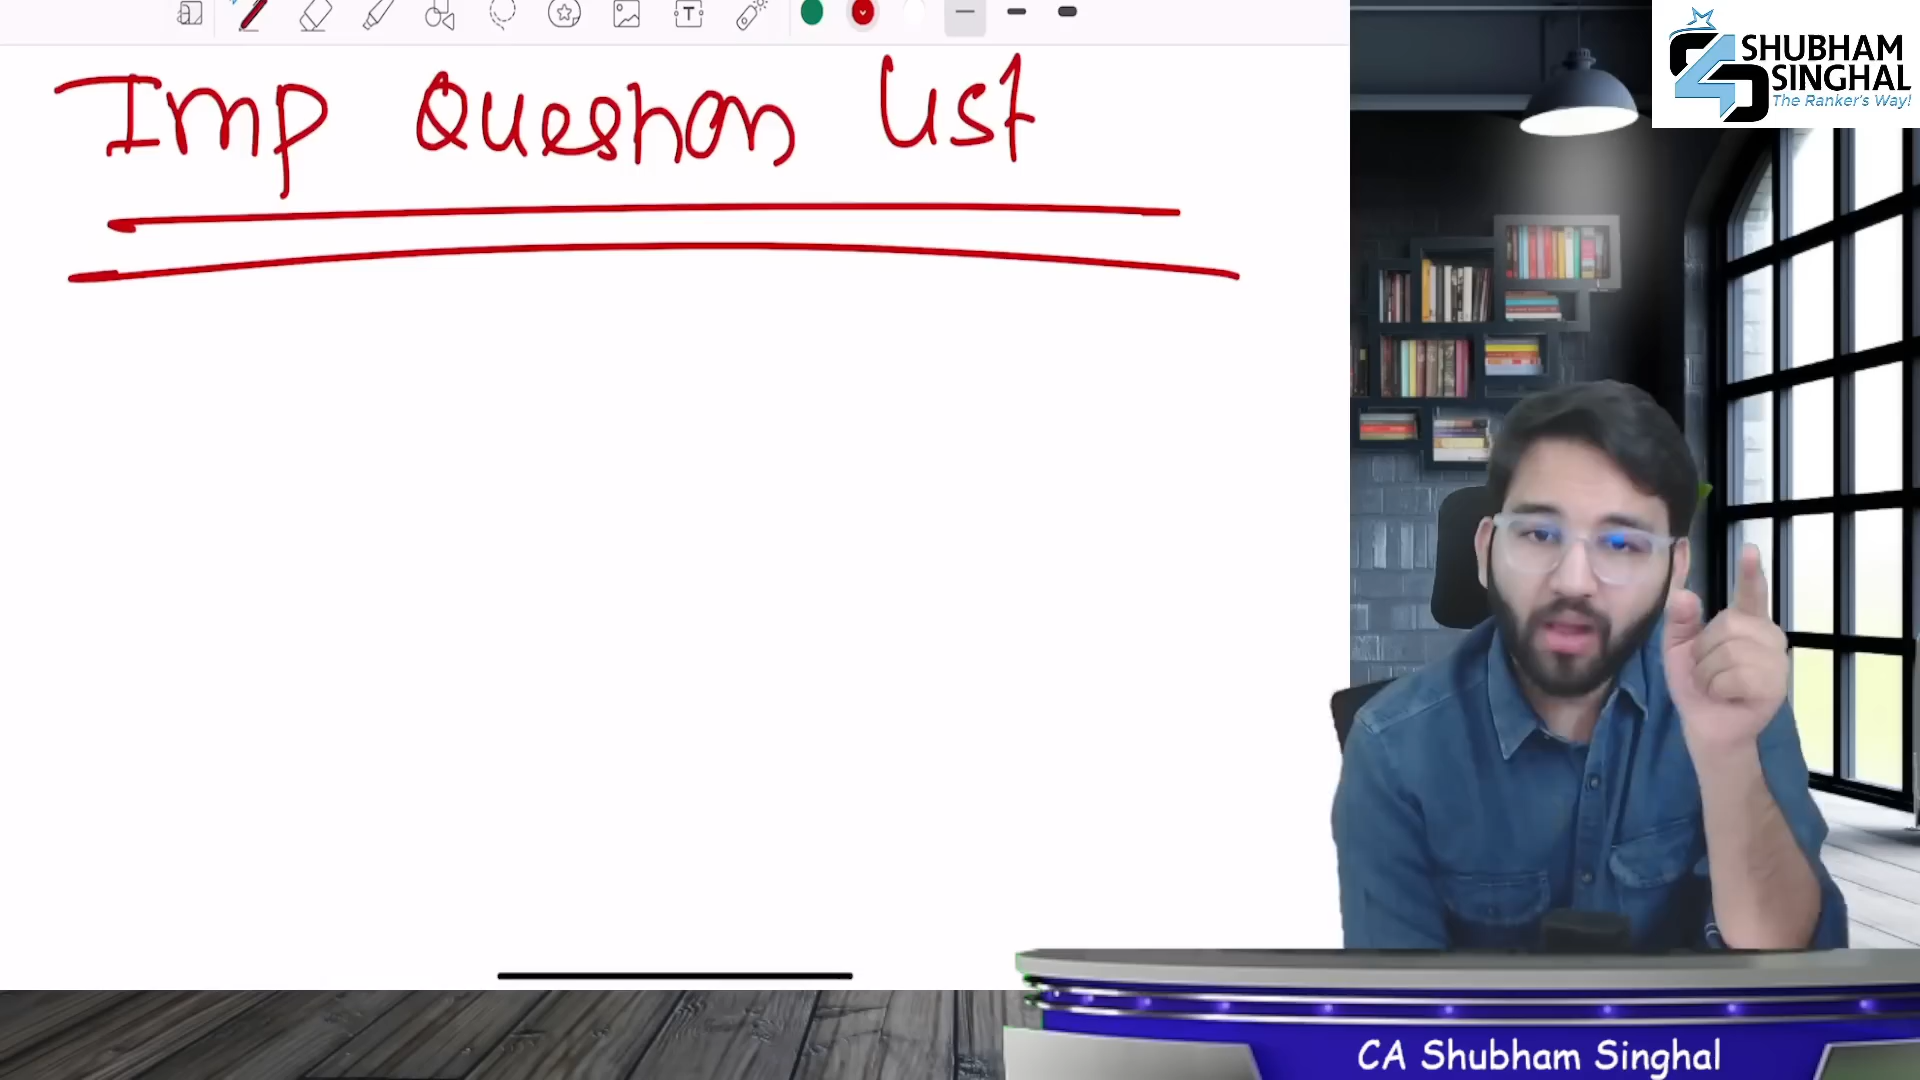 Imp Question List
SHUBHAM
SINGHAL
The Ranker's Way!
CA Shubham Singhal